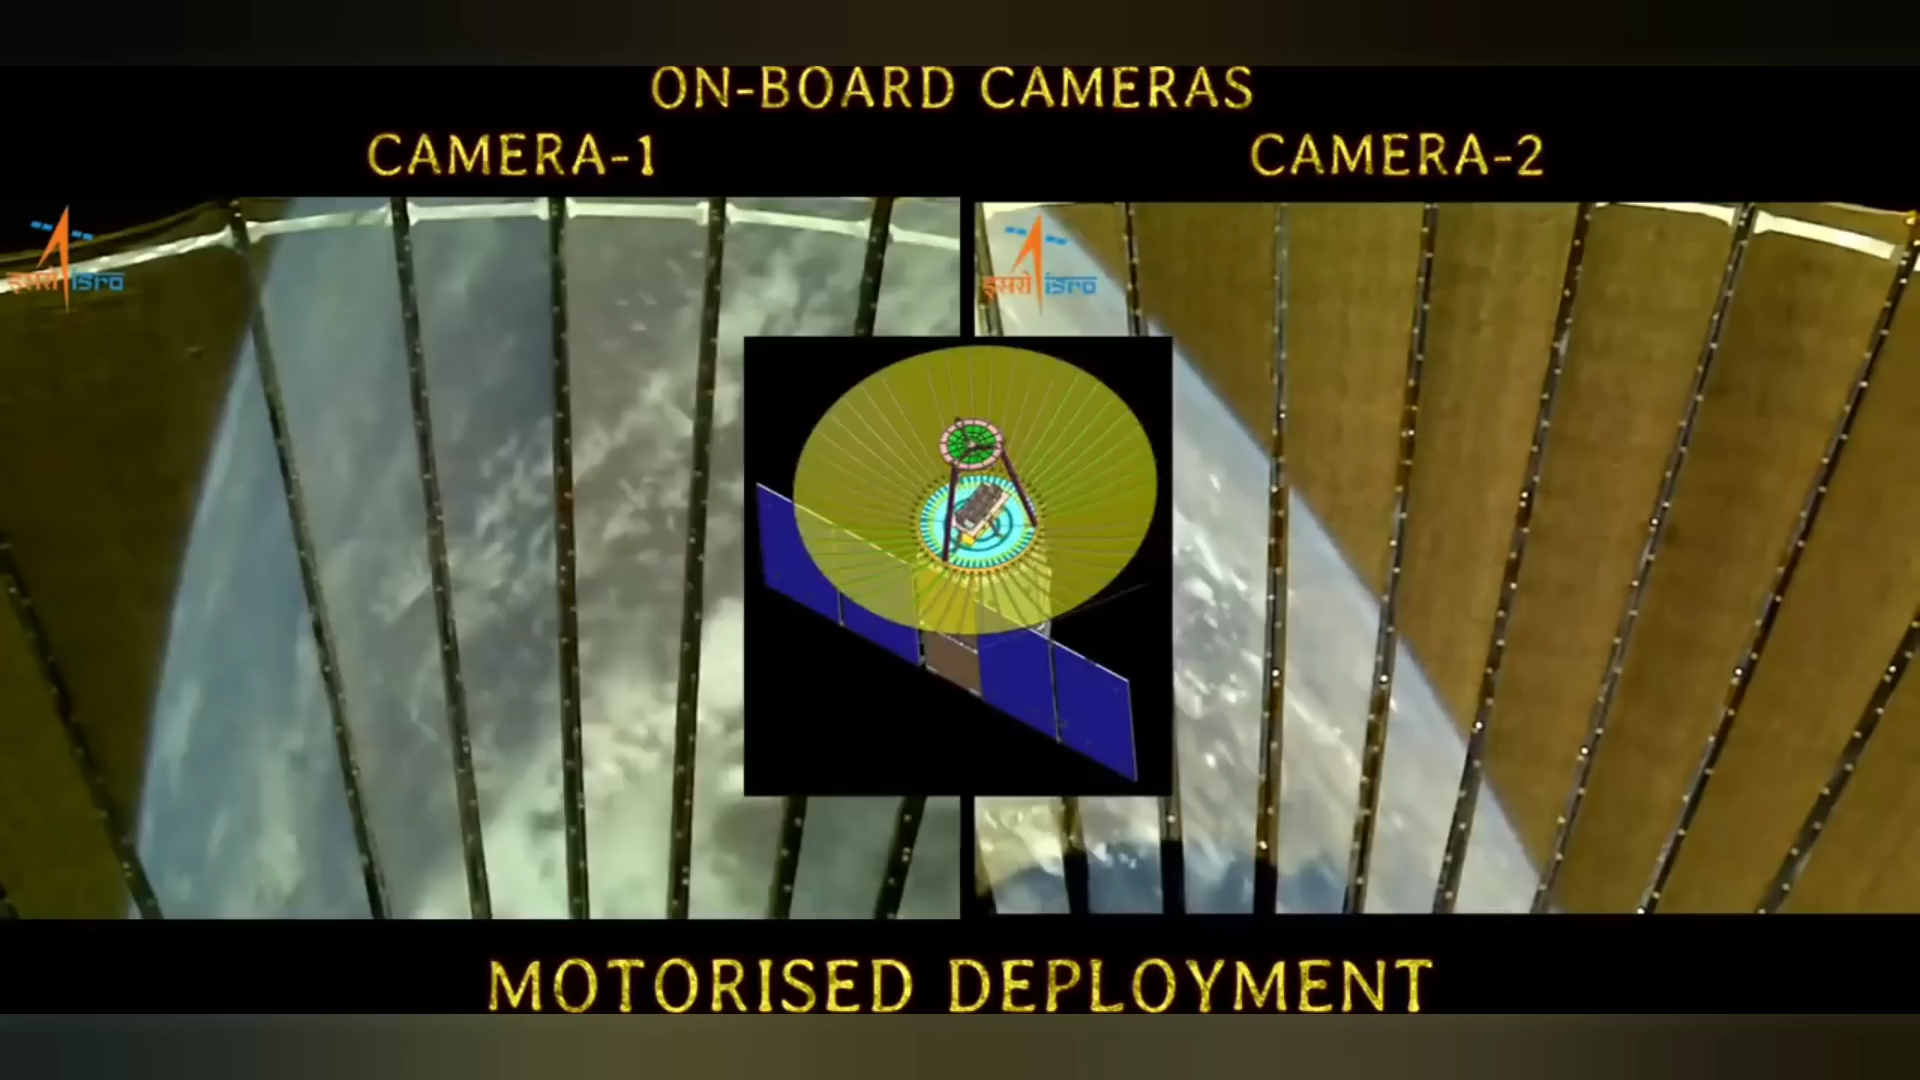 ON-BOARD CAMERAS
CAMERA-1
CAMERA-2
इसरो isro
इसरो isro
MOTORISED DEPLOYMENT